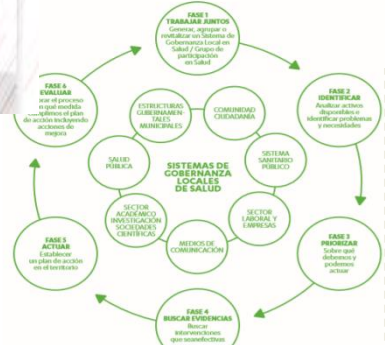 FASE 1
TRABAJAR JUNTOS
Generar, agrupar o
revitalizar un Sistema de
Gobernanza Local en
Salud / Grupo de
participación
en Salud
FASE 2
IDENTIFICAR
Analizar activos
disponibles e
identificar problemas
y necesidades
FASE 3
PRIORIZAR
Sobre qué
debemos y
podemos
actuar
FASE 4
BUSCAR EVIDENCIAS
Buscar
intervenciones
que sean efectivas
FASE 5
ACTUAR
Establecer
un plan de acción
en el territorio
FASE 6
EVALUAR
el proceso
en qué medida
el plan
de acción incluyendo
acciones de
mejora
ESTRUCTURAS
GUBERNAMEN-
TALES
MUNICIPALES
COMUNIDAD
CIUDADANÍA
SALUD
PÚBLICA
SISTEMAS DE
GOBERNANZA
LOCALES
DE SALUD
SISTEMA
SANITARIO
PÚBLICO
SECTOR
ACADÉMICO
INVESTIGACIÓN
SOCIEDADES
CIENTÍFICAS
SECTOR
LABORAL Y
EMPRESAS
MEDIOS DE
COMUNICACIÓN